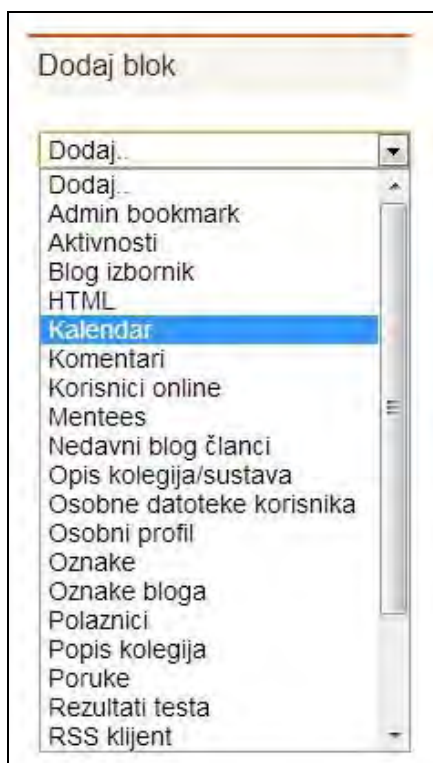 Dodaj blok
Dodaj..
Dodaj..
Admin bookmark
Aktivnosti
Blog izbornik
HTML
Kalendar
Komentari
Korisnici online
Mentees
Nedavni blog članci
Opis kolegija/sustava
Osobne datoteke korisnika
Osobni profil
Oznake
Oznake bloga
Polaznici
Popis kolegija
Poruke
Rezultati testa
RSS klijent